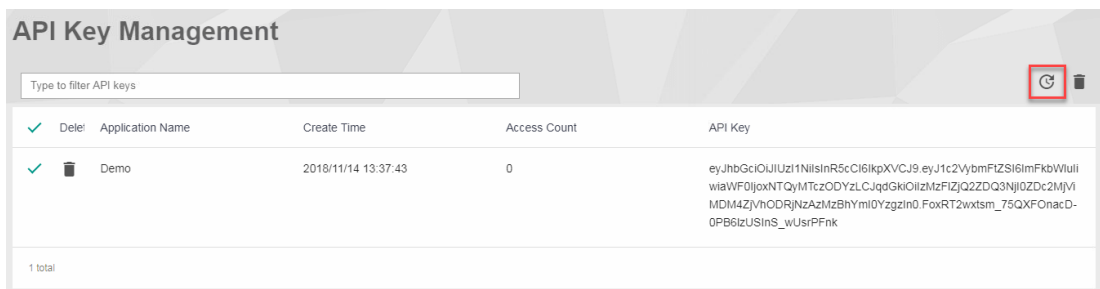 API Key Management
Type to filter API keys
Delet Application Name Create Time Access Count API Key
Demo 2018/11/14 13:37:43 0 eyJhbGciOiJIUzI1NiIsInR5cCI6IkpXVCJ9.eyJ1c2VybmFtZSI6ImFkbWluIi
wiaWF0IjoxNTQyMTczODYzLCJqdGkiOiIzMzFlZjQ2ZDQ3NjI0ZDc2MjVi
MDM4ZjVhODRjNzAzMzBhYmI0YzgzIn0.FoxRT2wxtsm_75QXFOnacD-
0PB6IzUSInS_wUsrPFnk
1 total